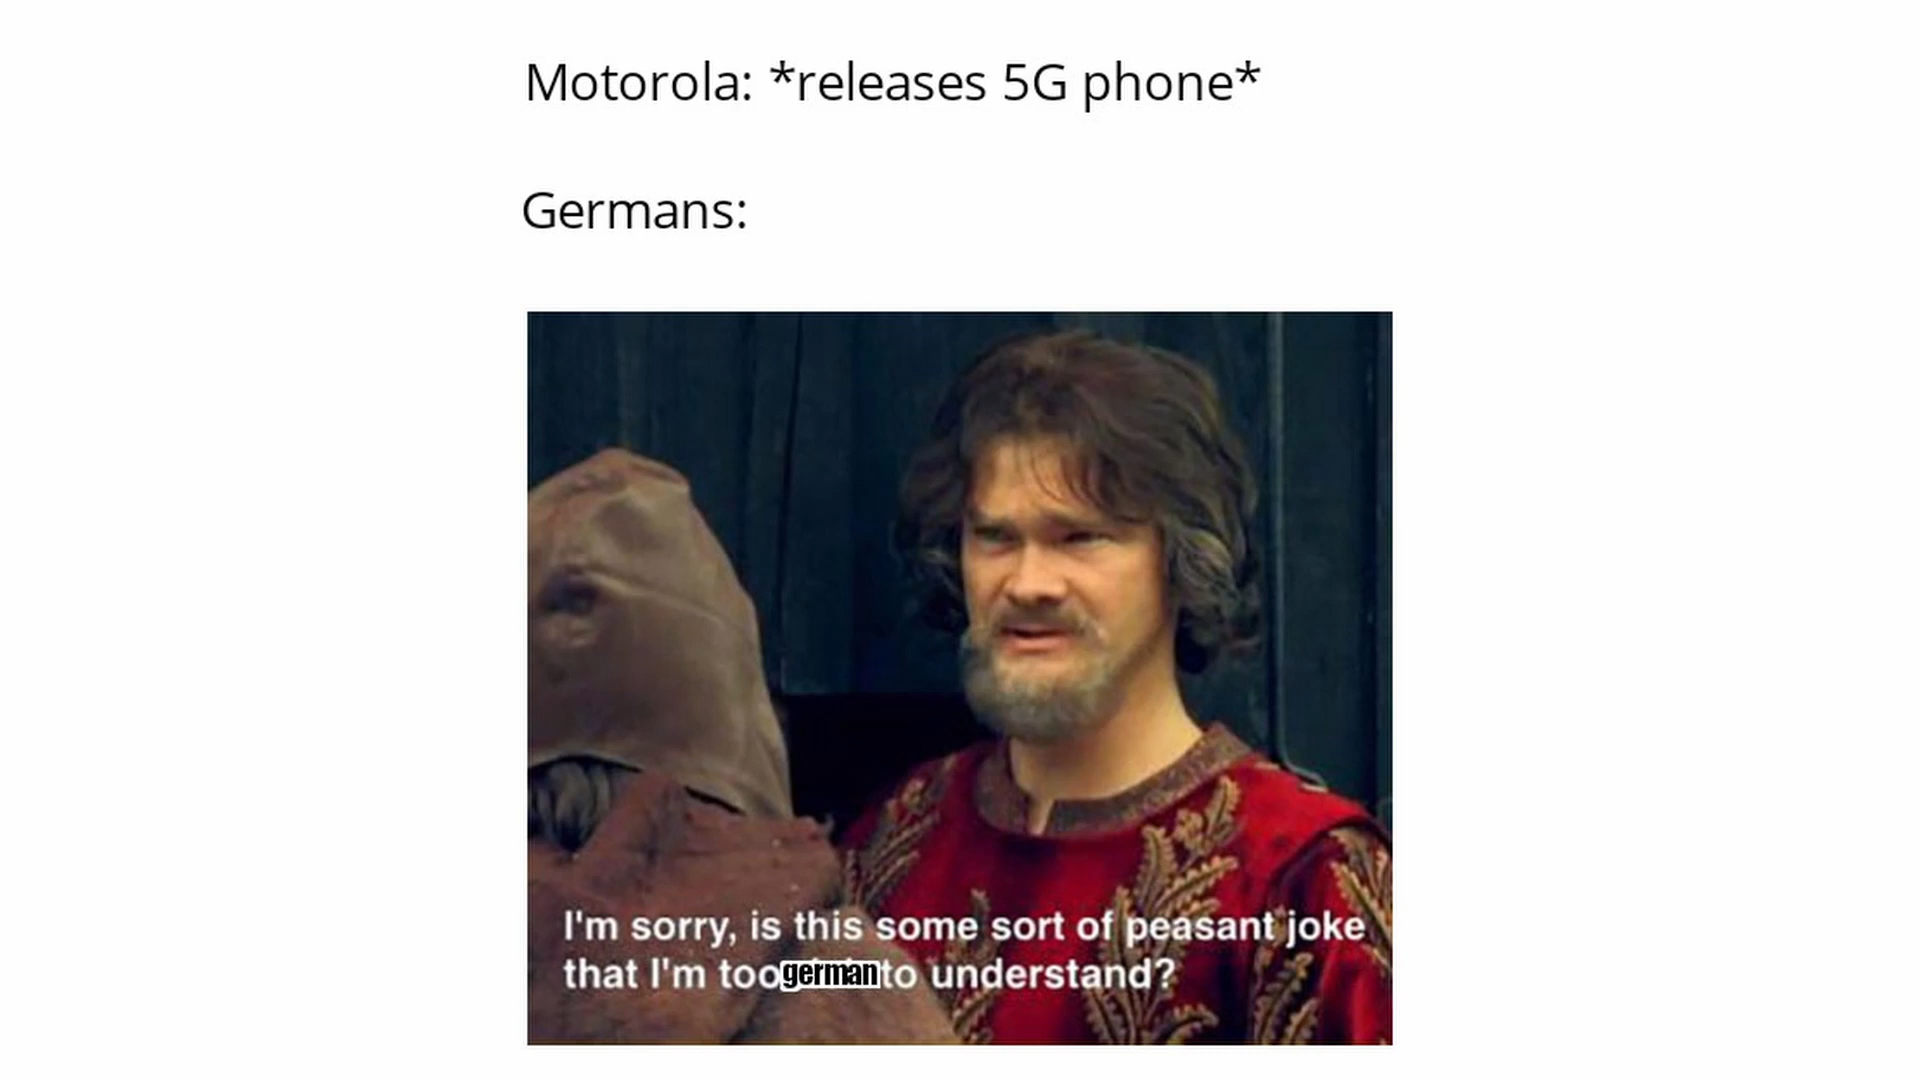 Motorola: *releases 5G phone*
Germans:
I'm sorry, is this some sort of peasant joke
that I'm too german to understand?